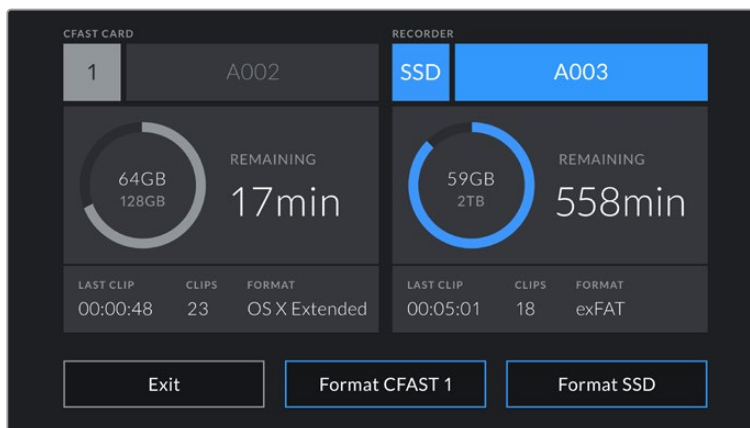 CFAST CARD
1
A002
64GB
128GB
REMAINING
17min
LAST CLIP CLIPS FORMAT
00:00:48 23 OS X Extended
RECORDER
SSD
A003
59GB
2TB
REMAINING
558min
LAST CLIP CLIPS FORMAT
00:05:01 18 exFAT
Exit
Format CFAST 1
Format SSD